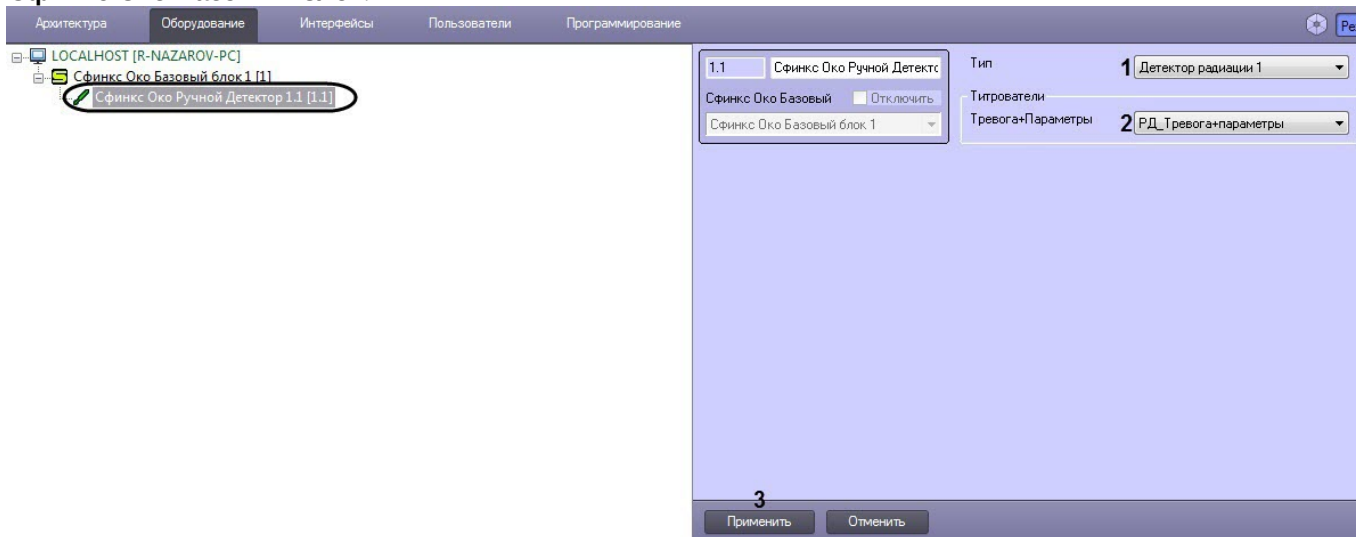 Архитектура Оборудование Интерфейсы Пользователи Программирование
LOCALHOST [R-NAZAROV-PC]
Сфинкс Око Базовый блок 1 [1]
Сфинкс Око Ручной Детектор 1.1 [1.1]
1.1 Сфинкс Око Ручной Детектс
Сфинкс Око Базовый Отключить
Сфинкс Око Базовый блок 1
Тип 1 Детектор радиации 1
Титрователи
Тревога+Параметры 2 РД_Тревога+параметры
3
Применить Отменить